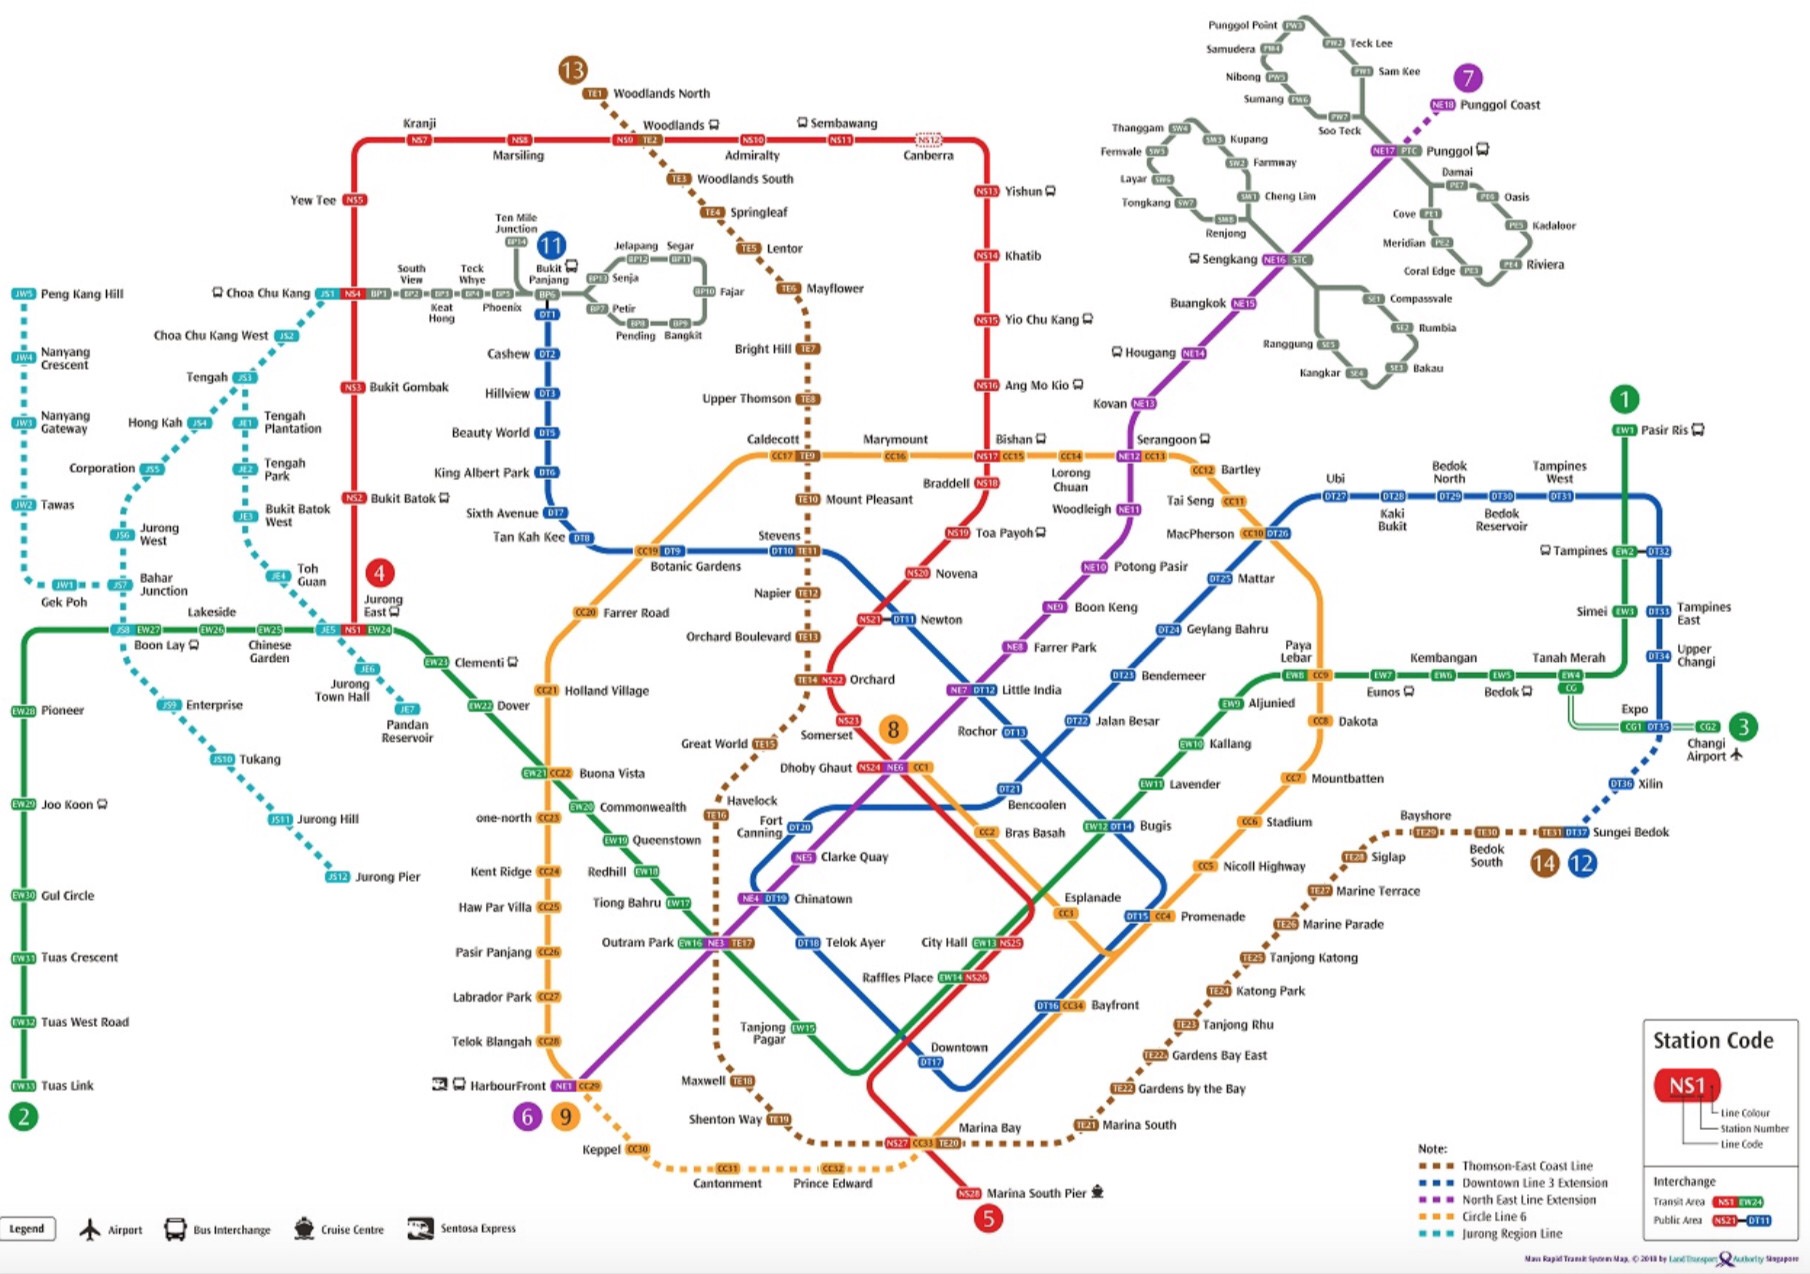 Punggol Point PW3
PW2 Teck Lee
Samudera PW4
PW1 Sam Kee
Nibong PW5
Sumang PW6
PW7
Soo Teck
13
TE1 Woodlands North
7
NE18 Punggol Coast
Kranji
NS7
NS8
Marsiling
NS9 TE2
Woodlands
NS10
Admiralty
Sembawang
NS11
NS12
Canberra
Thanggam SW4
SW3 Kupang
Fernvale SW5
SW2 Farmway
Layar SW6
SW1 Cheng Lim
Tongkang SW7
SW8
Renjong
NE17 PTC Punggol
Damai
PE7
PE6 Oasis
Cove PE1
PE5 Kadaloor
Meridian PE2
PE4 Riviera
Coral Edge PE3
Yew Tee NS5
TE3 Woodlands South
TE4 Springleaf
TE5 Lentor
TE6 Mayflower
NS13 Yishun
NS14 Khatib
Sengkang NE16 STC
Ten Mile
Junction
BP14
11
Bukit
Panjang
BP6
Jelapang
BP12
Segar
BP11
BP13 Senja
BP10 Fajar
BP7 Petir
BP8
Pending
BP9
Bangkit
JW5 Peng Kang Hill
Choa Chu Kang JS1 NS4 BP1
South
View
BP2
BP3
Keat
Hong
Teck
Whye
BP4
BP5
Phoenix
DT1
Buangkok NE15
SE1 Compassvale
SE2 Rumbia
Ranggung SE5
SE3 Bakau
Kangkar SE4
Choa Chu Kang West JS2
JW4 Nanyang
Crescent
Cashew DT2
Bright Hill TE7
NS15 Yio Chu Kang
Hougang NE14
Tengah JS3
NS3 Bukit Gombak
Hillview DT3
Upper Thomson TE8
NS16 Ang Mo Kio
Kovan NE13
1
EW1 Pasir Ris
JW3 Nanyang
Gateway
Hong Kah JS4
JE1 Tengah
Plantation
Beauty World DT5
Caldecott
CC17 TE9
Marymount
CC16
Bishan
NS17 CC15
CC14
Lorong
Chuan
Serangoon
NE12 CC13
CC12 Bartley
Corporation JS5
JE2 Tengah
Park
King Albert Park DT6
Braddell NS18
Ubi
DT27
DT28
Kaki
Bukit
Bedok
North
DT29
DT30
Bedok
Reservoir
Tampines
West
DT31
JW2 Tawas
NS2 Bukit Batok
TE10 Mount Pleasant
Tai Seng CC11
Woodleigh NE11
JE3 Bukit Batok
West
Sixth Avenue DT7
JS6 Jurong
West
Tan Kah Kee DT8
CC19 DT9
Botanic Gardens
Stevens
DT10 TE11
NS19 Toa Payoh
MacPherson CC10 DT26
Tampines EW2 DT32
4
JE4 Toh
Guan
NS20 Novena
NE10 Potong Pasir
DT25 Mattar
JW1
Gek Poh
JS7 Bahar
Junction
Jurong
East
Napier TE12
CC20 Farrer Road
NE9 Boon Keng
Simei EW3
DT33 Tampines
East
JS8 EW27
Boon Lay
Lakeside
EW26
EW25
Chinese
Garden
JE5 NS1 EW24
NS21 DT11 Newton
DT24 Geylang Bahru
Orchard Boulevard TE13
NE8 Farrer Park
EW23 Clementi
JE6
Jurong
Town Hall
Paya
Lebar
EW8 CC9
EW7
Eunos
Kembangan
EW6
EW5
Bedok
Tanah Merah
EW4
CG
DT34 Upper
Changi
DT23 Bendemeer
TE14 NS22 Orchard
CC21 Holland Village
NE7 DT12 Little India
EW22 Dover
JE7
Pandan
Reservoir
JS9 Enterprise
EW28 Pioneer
NS23
Somerset
8
Rochor DT13
DT22 Jalan Besar
EW9 Aljunied
CC8 Dakota
Expo
CG1 DT35
CG2
3
Changi
Airport
Great World TE15
EW10 Kallang
JS10 Tukang
EW21 CC22 Buona Vista
Dhoby Ghaut NS24 NE6 CC1
CC7 Mountbatten
DT36 Xilin
DT21
Bencoolen
EW11 Lavender
EW29 Joo Koon
EW20 Commonwealth
Havelock
TE16
JS11 Jurong Hill
one-north CC23
Fort
Canning DT20
CC2 Bras Basah
EW12 DT14 Bugis
CC6 Stadium
Bayshore
TE29
TE30
Bedok
South
TE31 DT37 Sungei Bedok
14
12
EW19 Queenstown
NE5 Clarke Quay
TE28 Siglap
JS12 Jurong Pier
Kent Ridge CC24
Redhill EW18
CC5 Nicoll Highway
TE27 Marine Terrace
EW30 Gul Circle
Haw Par Villa CC25
Tiong Bahru EW17
NE4 DT19 Chinatown
Esplanade
CC3
DT15 CC4 Promenade
TE26 Marine Parade
Outram Park EW16 NE3 TE17
DT18 Telok Ayer
City Hall EW13 NS25
EW31 Tuas Crescent
Pasir Panjang CC26
TE25 Tanjong Katong
Raffles Place EW14 NS26
Labrador Park CC27
TE24 Katong Park
DT16 CC34 Bayfront
EW32 Tuas West Road
Tanjong
Pagar EW15
TE23 Tanjong Rhu
Telok Blangah CC28
Downtown
DT17
TE22A Gardens Bay East
EW33 Tuas Link
2
HarbourFront NE1 CC29
6
9
Maxwell TE18
TE22 Gardens by the Bay
Shenton Way TE19
TE21 Marina South
Marina Bay
NS27 CC33 TE20
Keppel CC30
CC31
Cantonment
CC32
Prince Edward
NS28 Marina South Pier
5
Station Code
NS1
Line Colour
Station Number
Line Code
Interchange
Transit Area NS1 EW24
Public Area NS21 DT11
Note:
Thomson-East Coast Line
Downtown Line 3 Extension
North East Line Extension
Circle Line 6
Jurong Region Line
Legend
Airport
Bus Interchange
Cruise Centre
Sentosa Express
Mass Rapid Transit System Map, © 2018 by Land Transport Authority Singapore